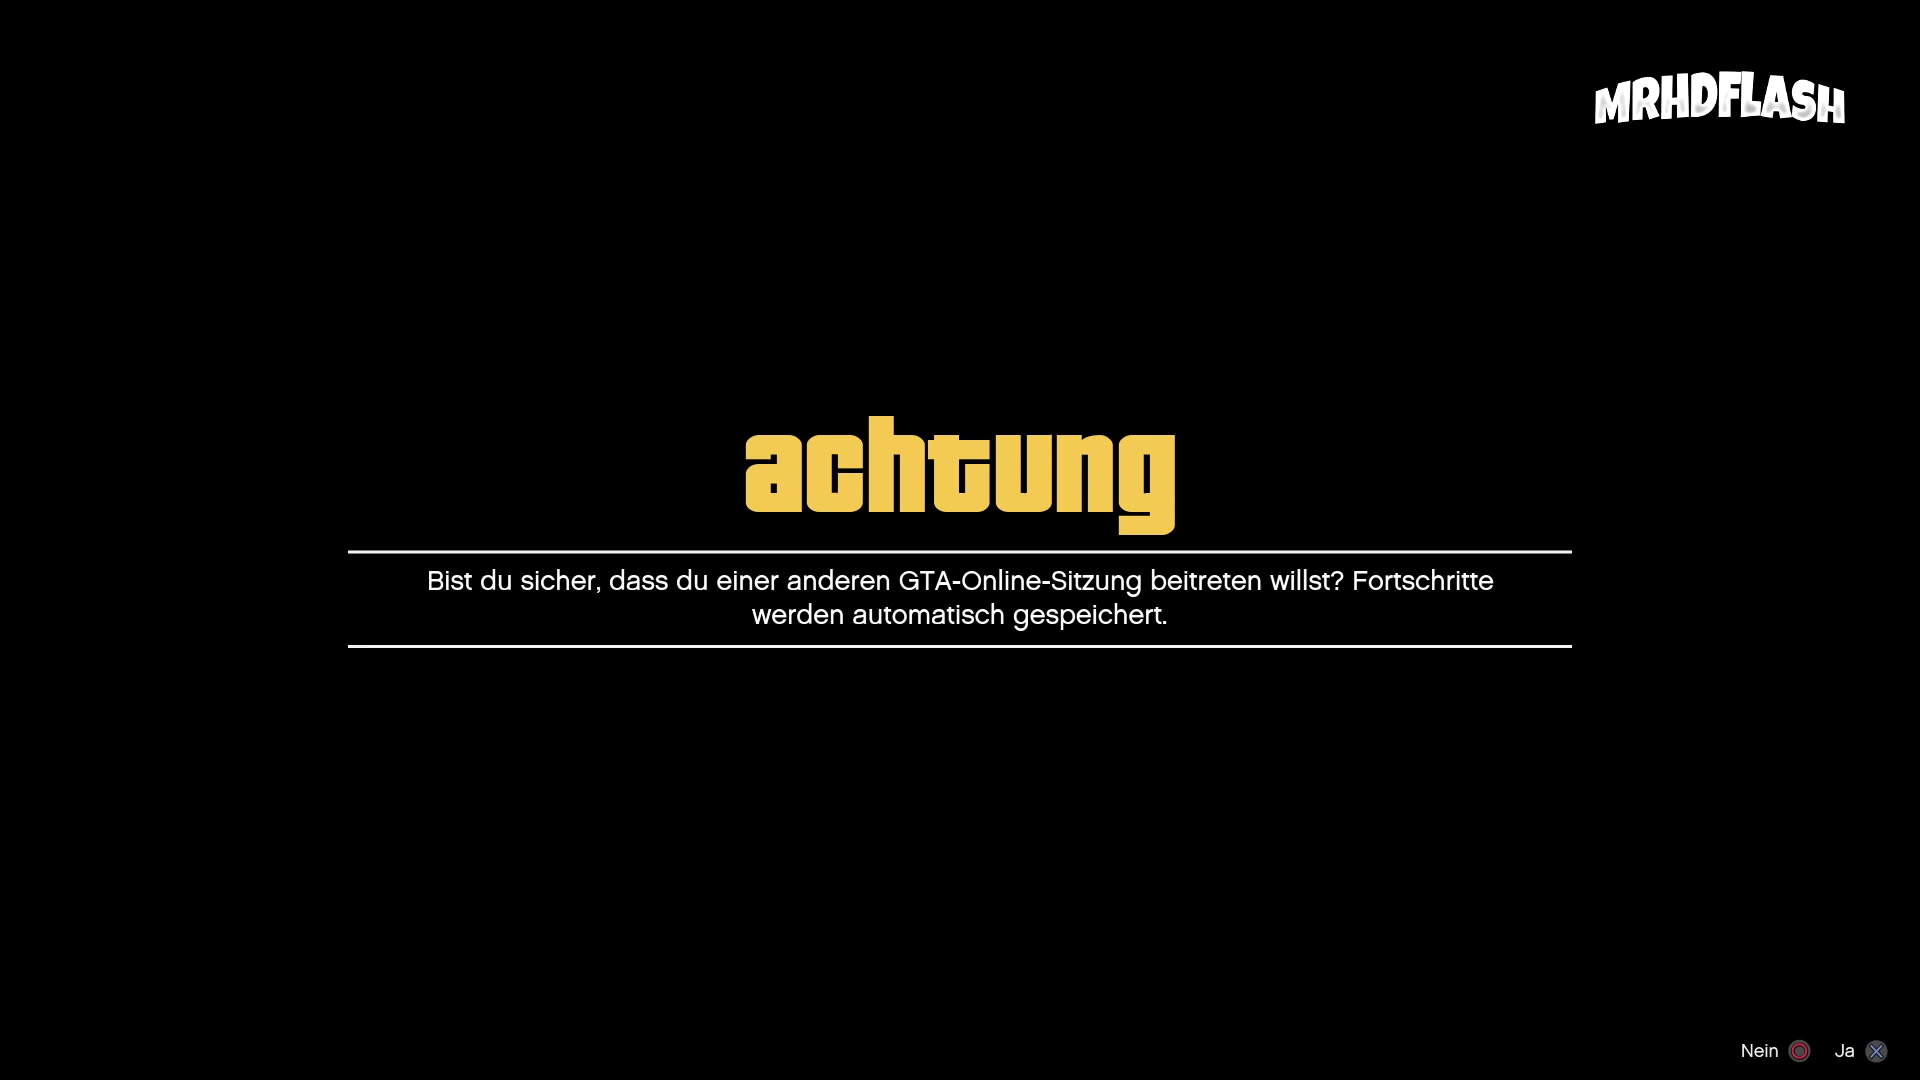 MRHDFLASH
achtung
Bist du sicher, dass du einer anderen GTA-Online-Sitzung beitreten willst? Fortschritte
werden automatisch gespeichert.
Nein Ja